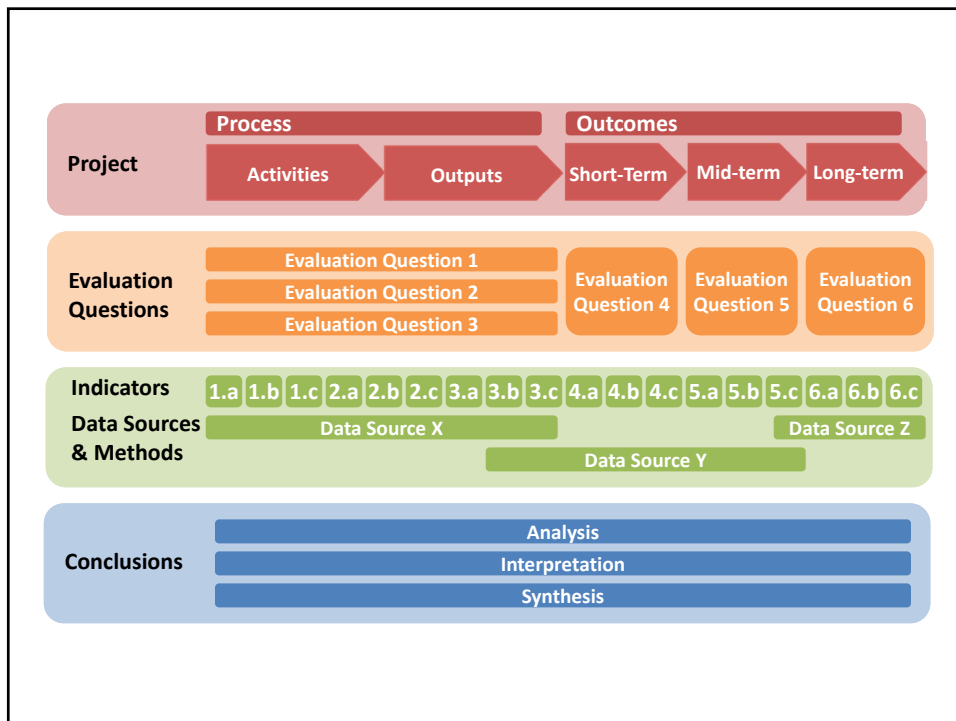 Process
Outcomes
Project
Activities
Outputs
Short-Term
Mid-term
Long-term
Evaluation
Questions
Evaluation Question 1
Evaluation Question 2
Evaluation Question 3
Evaluation
Question 4
Evaluation
Question 5
Evaluation
Question 6
Indicators
1.a 1.b 1.c 2.a 2.b 2.c 3.a 3.b 3.c 4.a 4.b 4.c 5.a 5.b 5.c 6.a 6.b 6.c
Data Sources
& Methods
Data Source X
Data Source Z
Data Source Y
Conclusions
Analysis
Interpretation
Synthesis